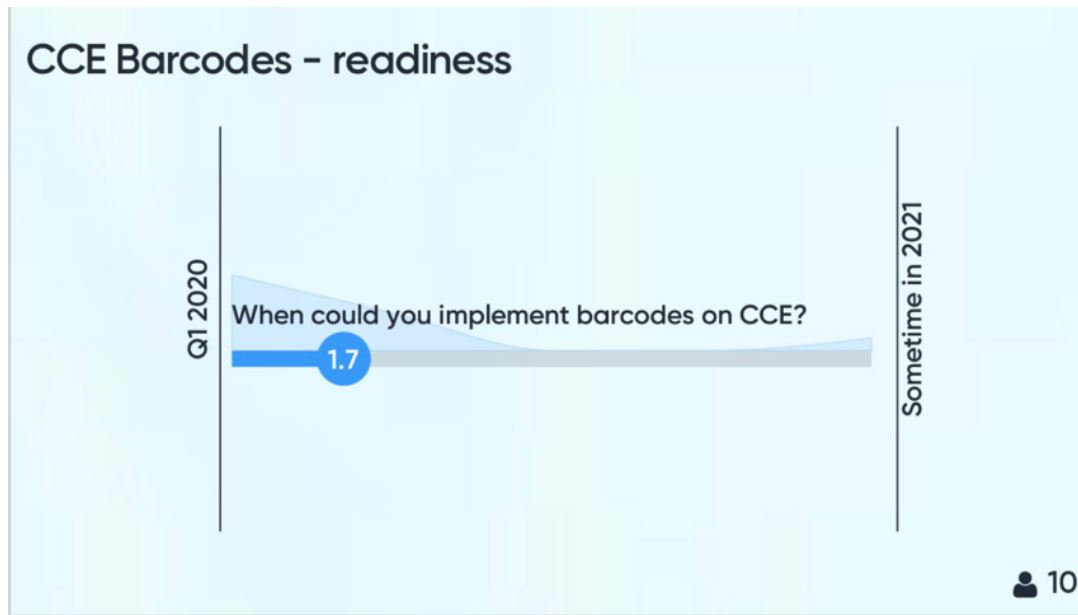 CCE Barcodes - readiness
Q1 2020
When could you implement barcodes on CCE?
1.7
Sometime in 2021
10